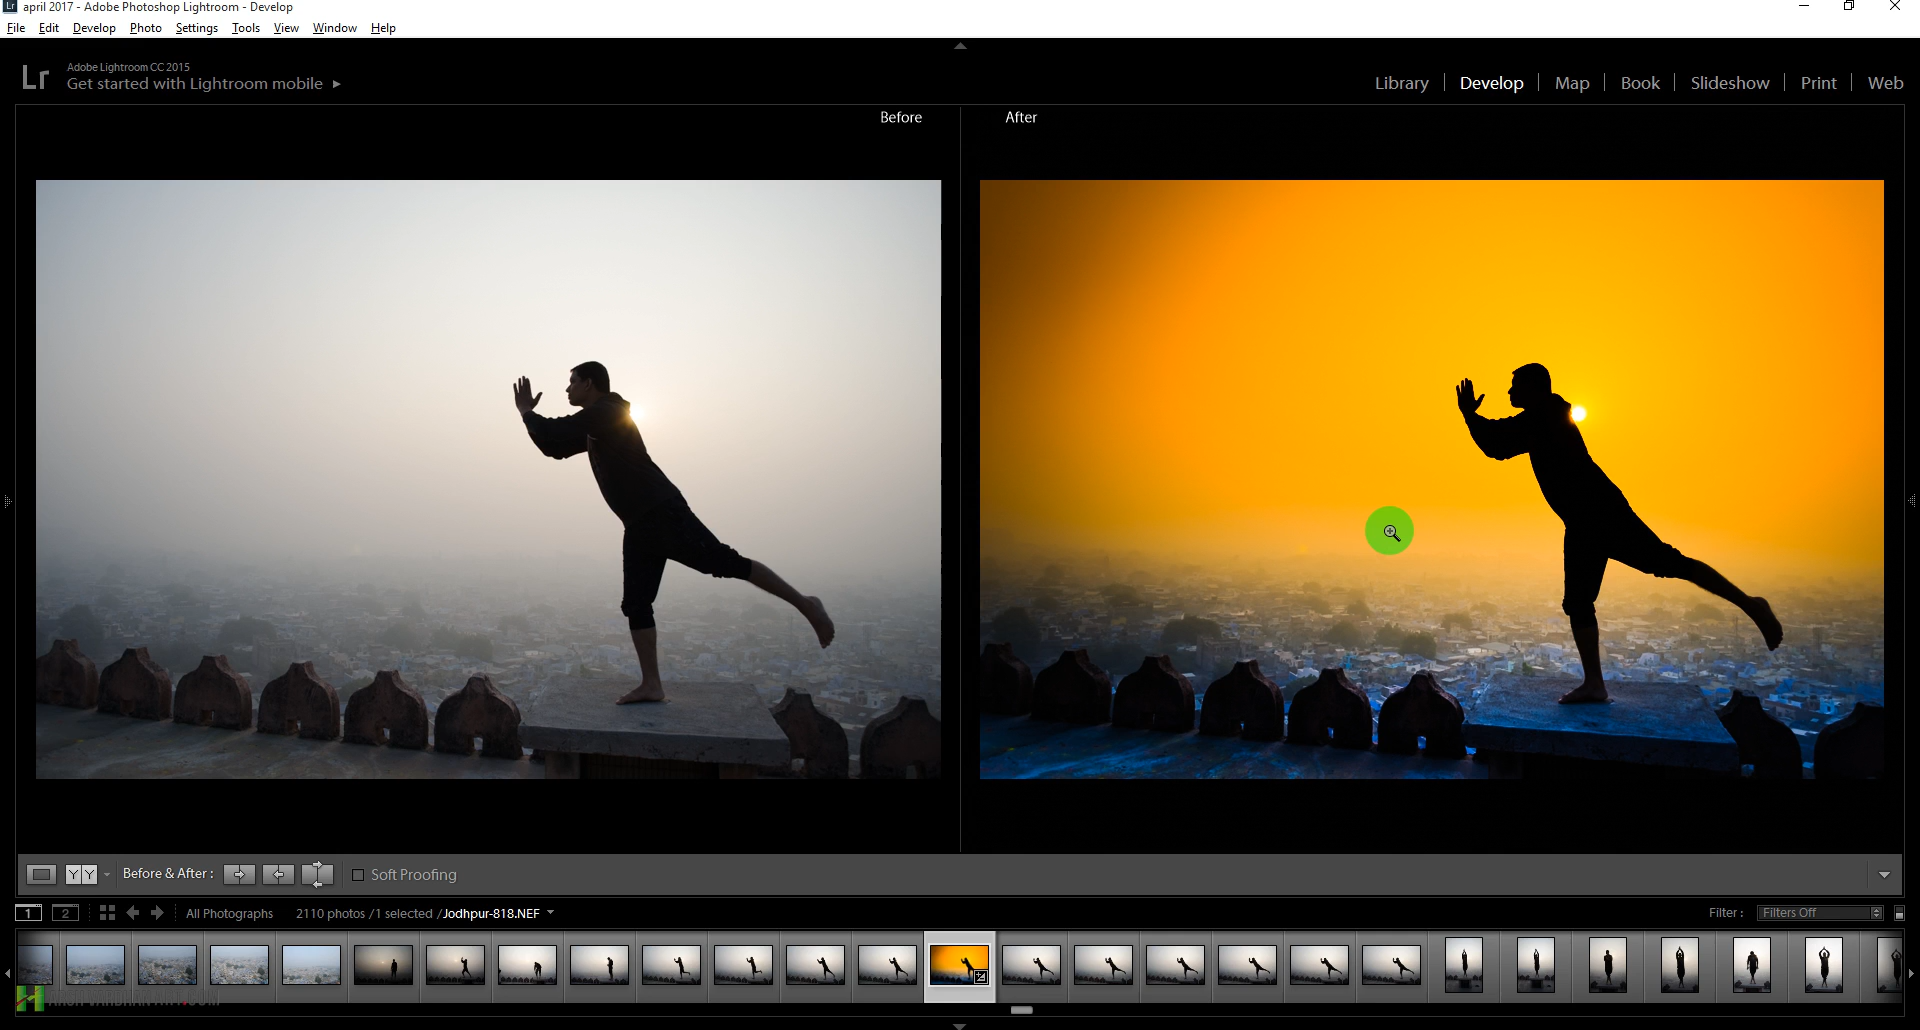 Lr april 2017 - Adobe Photoshop Lightroom - Develop
File Edit Develop Photo Settings Tools View Window Help
Lr Adobe Lightroom CC 2015
Get started with Lightroom mobile
Library Develop Map Book Slideshow Print Web
Before After
YY Before & After : Soft Proofing
1 2 All Photographs 2110 photos /1 selected /Jodhpur-818.NEF Filter : Filters Off